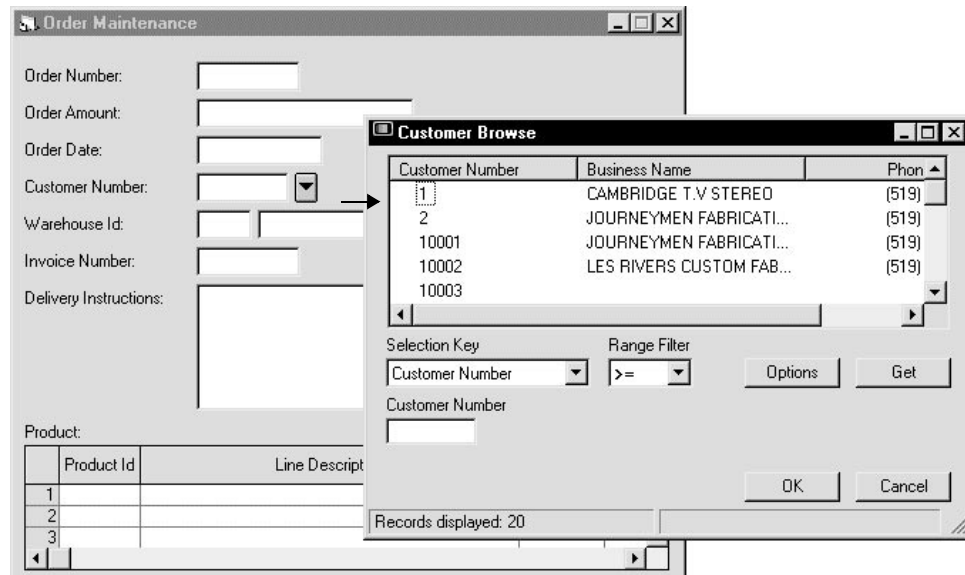 Order Maintenance
Order Number:
Order Amount:
Order Date:
Customer Number:
Warehouse Id:
Invoice Number:
Delivery Instructions:
Product:
Product Id Line Descript
1
2
3
Customer Browse
Customer Number Business Name Phon
1 CAMBRIDGE T.V STEREO (519)
2 JOURNEYMEN FABRICATI... (519)
10001 JOURNEYMEN FABRICATI... (519)
10002 LES RIVERS CUSTOM FAB... (519)
10003
Selection Key Range Filter
Customer Number >= Options Get
Customer Number
OK Cancel
Records displayed: 20